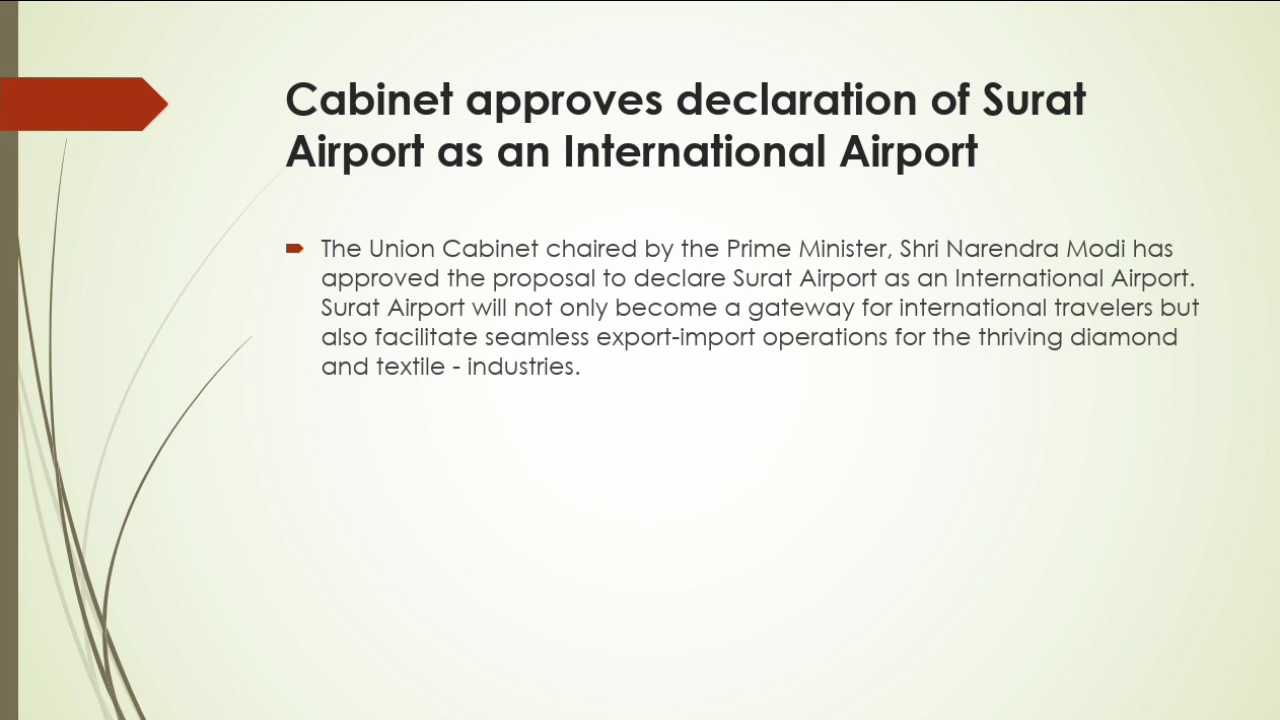 Cabinet approves declaration of Surat
Airport as an International Airport
The Union Cabinet chaired by the Prime Minister, Shri Narendra Modi has
approved the proposal to declare Surat Airport as an International Airport.
Surat Airport will not only become a gateway for international travelers but
also facilitate seamless export-import operations for the thriving diamond
and textile - industries.